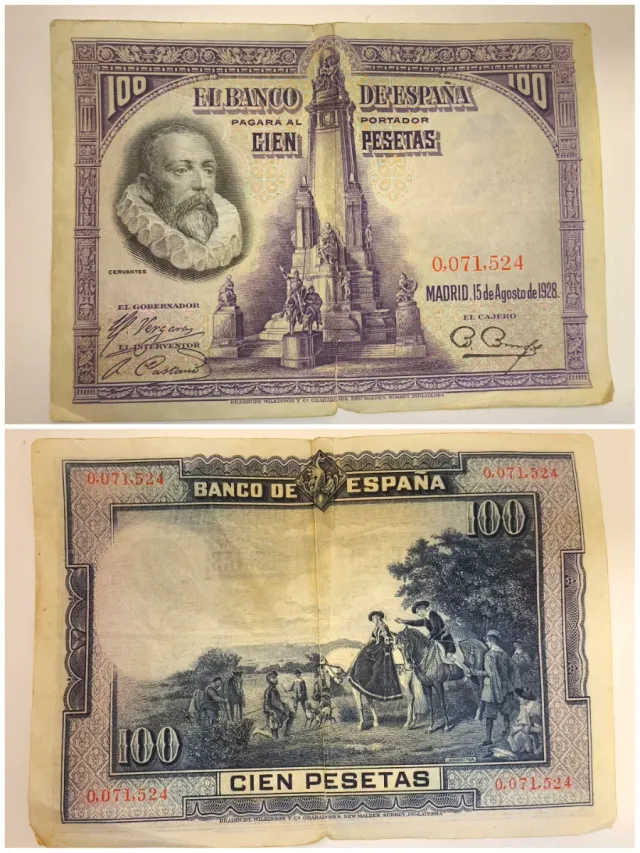 100 100
EL BANCO DE ESPAÑA
PAGARA AL PORTADOR
CIEN PESETAS
CERVANTES
0,071,524
MADRID. 15 de Agosto de 1928.
EL GOBERNADOR
EL CAJERO
Vergara
EL INTERVENTOR
BRADBURY, WILKINSON Y Cª GRABADORES, NEW MALDEN, SURREY, INGLATERRA
0,071,524 0,071,524
BANCO DE ESPAÑA
100
100
CIEN PESETAS
0,071,524 0,071,524
BRADBURY, WILKINSON Y Cª GRABADORES, NEW MALDEN, SURREY, INGLATERRA